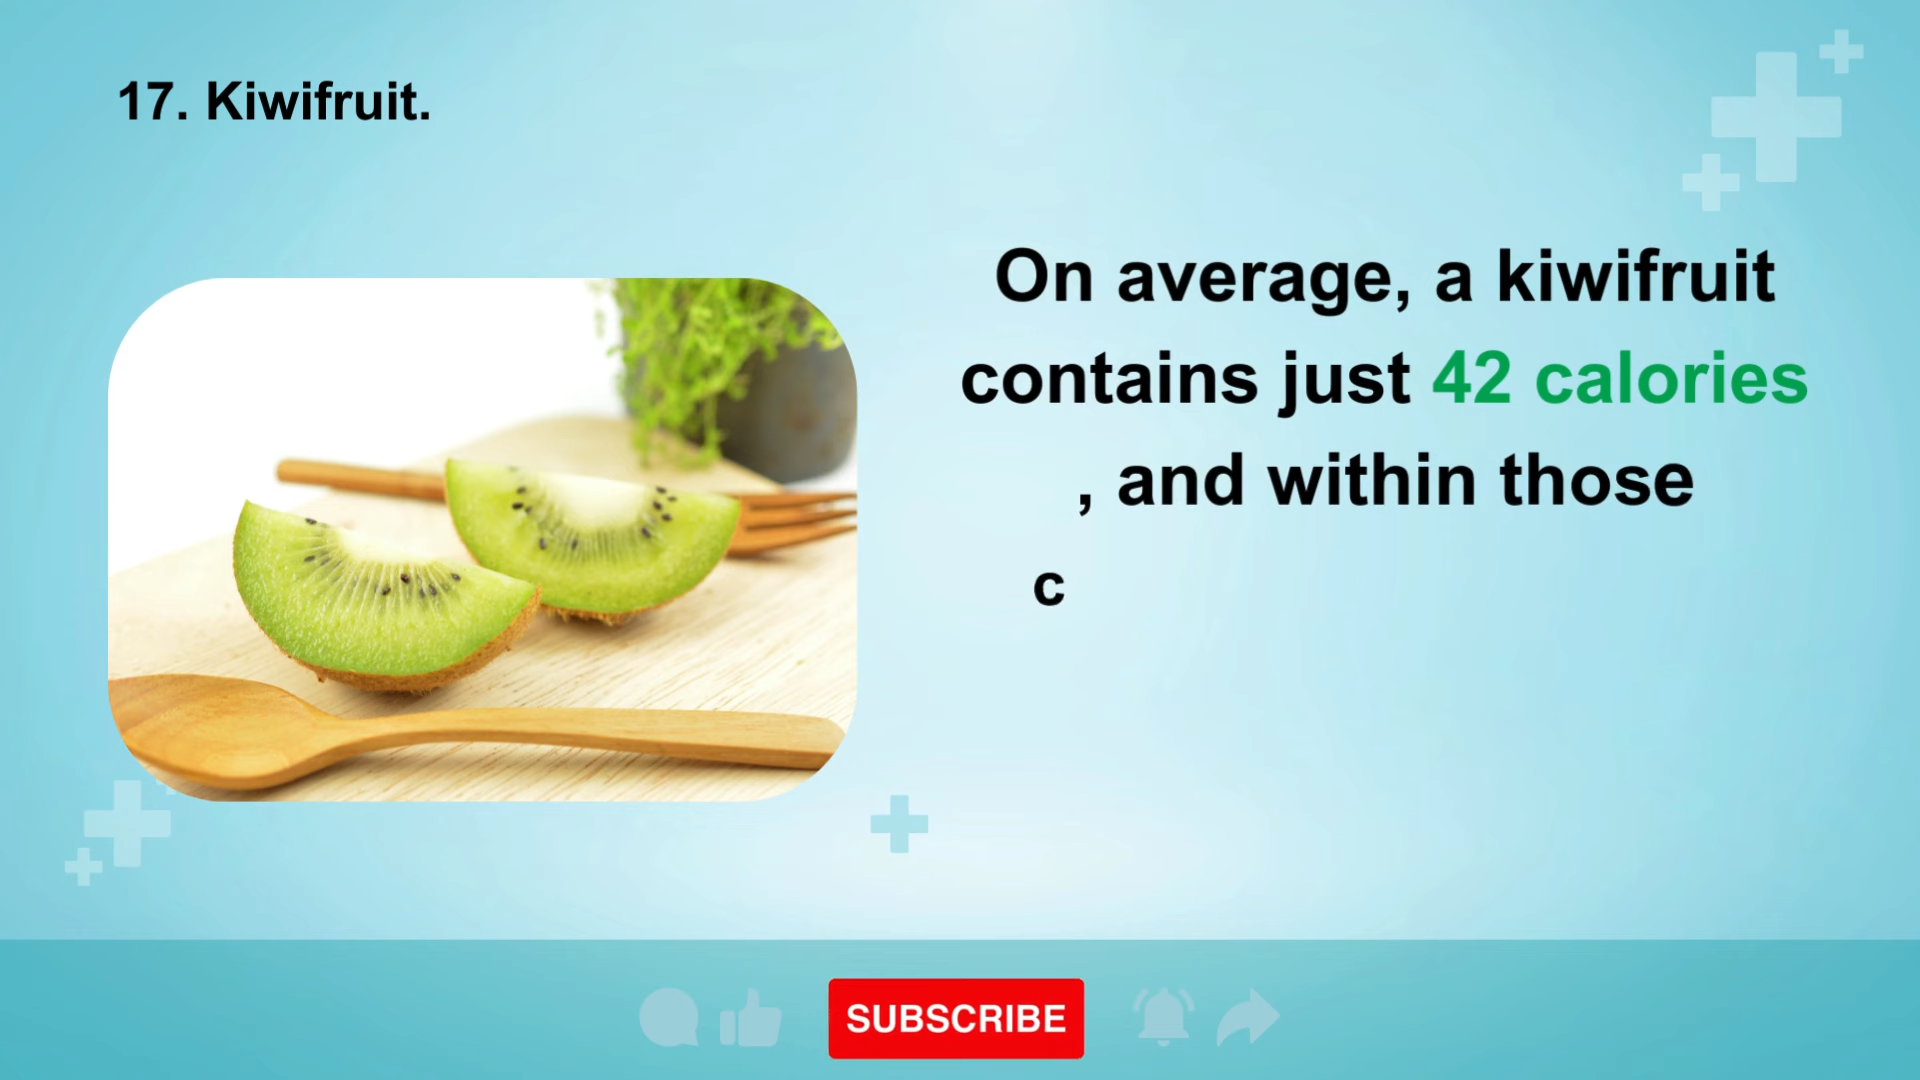 17. Kiwifruit.
On average, a kiwifruit
contains just 42 calories
, and within those
c
SUBSCRIBE